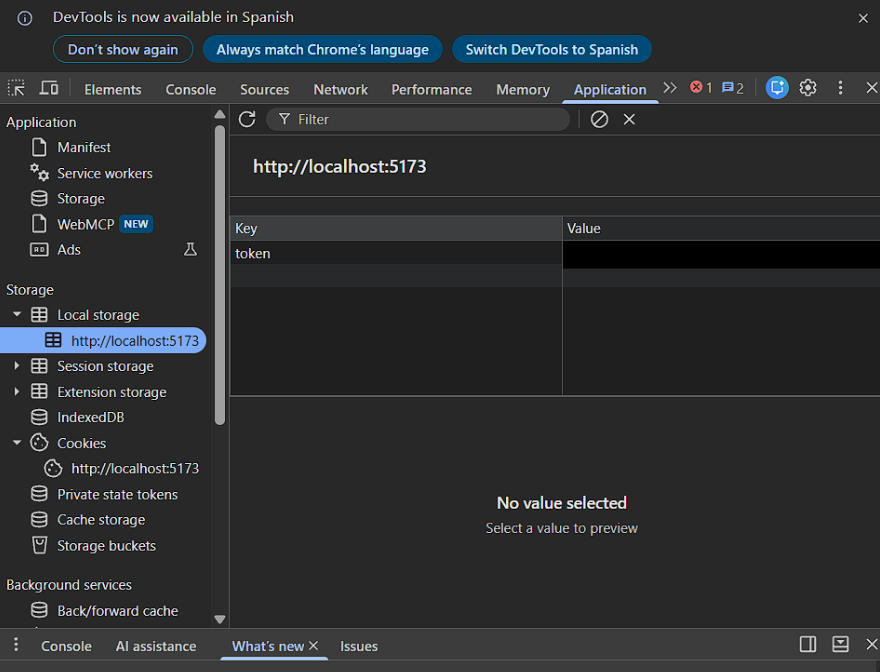 DevTools is now available in Spanish
Don't show again
Always match Chrome's language
Switch DevTools to Spanish
Elements
Console
Sources
Network
Performance
Memory
Application
1
2
Application
Manifest
Service workers
Storage
WebMCP NEW
Ads
Storage
Local storage
http://localhost:5173
Session storage
Extension storage
IndexedDB
Cookies
http://localhost:5173
Private state tokens
Cache storage
Storage buckets
Background services
Back/forward cache
Filter
http://localhost:5173
Key
Value
token
No value selected
Select a value to preview
Console
AI assistance
What's new
Issues